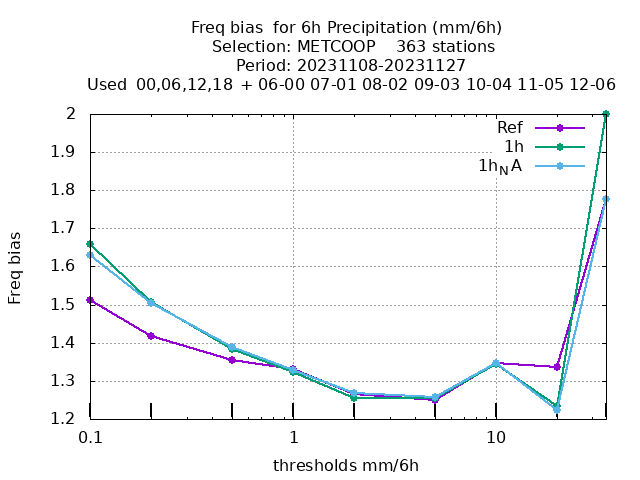 Freq bias  for 6h Precipitation (mm/6h)
Selection: METCOOP    363 stations
Period: 20231108-20231127
Used  00,06,12,18  + 06-00 07-01 08-02 09-03 10-04 11-05 12-06
2
1.9
1.8
1.7
1.6
1.5
1.4
1.3
1.2
Freq bias
Ref
1h
1hNA
0.1
1
10
thresholds mm/6h